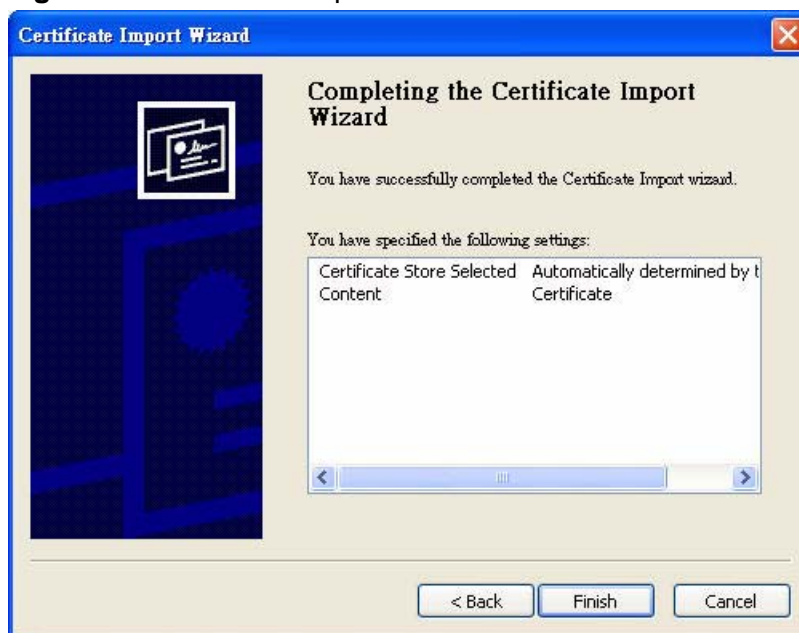 Certificate Import Wizard
Completing the Certificate Import
Wizard
You have successfully completed the Certificate Import wizard.
You have specified the following settings:
Certificate Store Selected Automatically determined by t
Content Certificate
< Back Finish Cancel